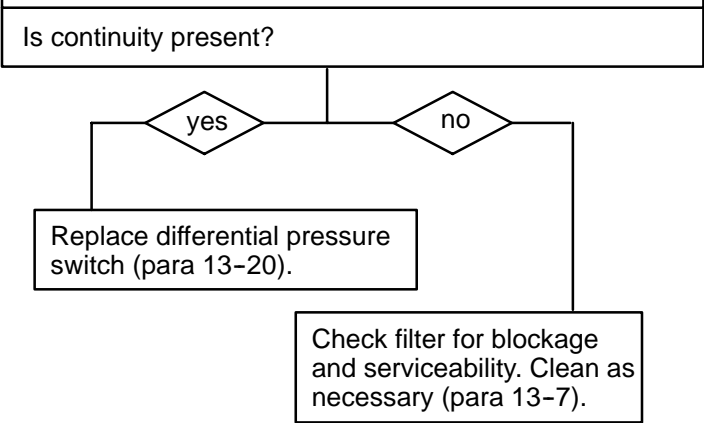 Is continuity present?
yes
no
Replace differential pressure
switch (para 13-20).
Check filter for blockage
and serviceability. Clean as
necessary (para 13-7).